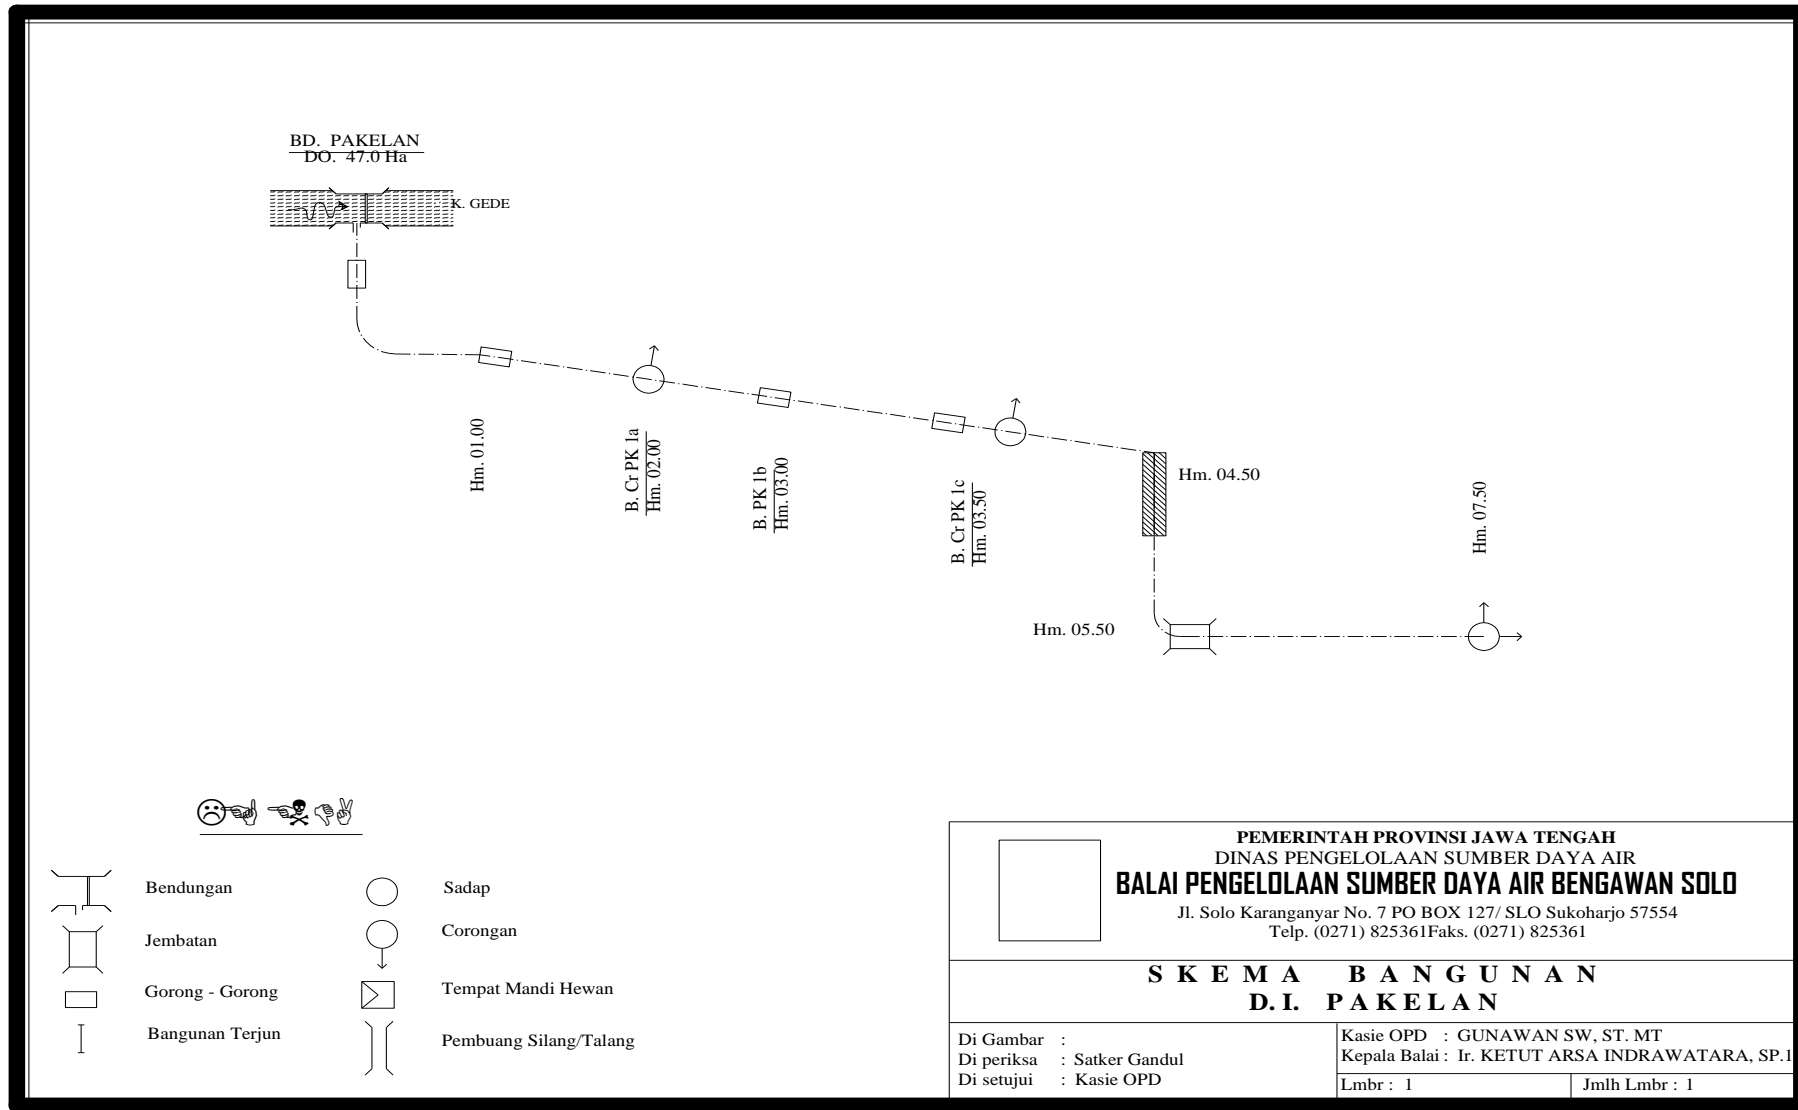 BD. PAKELAN
DO. 47.0 Ha
K. GEDE
Hm. 01.00
B. Cr PK 1a
Hm. 02.00
B. PK 1b
Hm. 03.00
B. Cr PK 1c
Hm. 03.50
Hm. 04.50
Hm. 05.50
Hm. 07.50
Bendungan
Jembatan
Gorong - Gorong
Bangunan Terjun
Sadap
Corongan
Tempat Mandi Hewan
Pembuang Silang/Talang
PEMERINTAH PROVINSI JAWA TENGAH
DINAS PENGELOLAAN SUMBER DAYA AIR
BALAI PENGELOLAAN SUMBER DAYA AIR BENGAWAN SOLO
Jl. Solo Karanganyar No. 7 PO BOX 127/ SLO Sukoharjo 57554
Telp. (0271) 825361Faks. (0271) 825361
SKEMA BANGUNAN
D.I. PAKELAN
Di Gambar :
Di periksa : Satker Gandul
Di setujui : Kasie OPD
Kasie OPD : GUNAWAN SW, ST. MT
Kepala Balai : Ir. KETUT ARSA INDRAWATARA, SP.1
Lmbr : 1
Jmlh Lmbr : 1